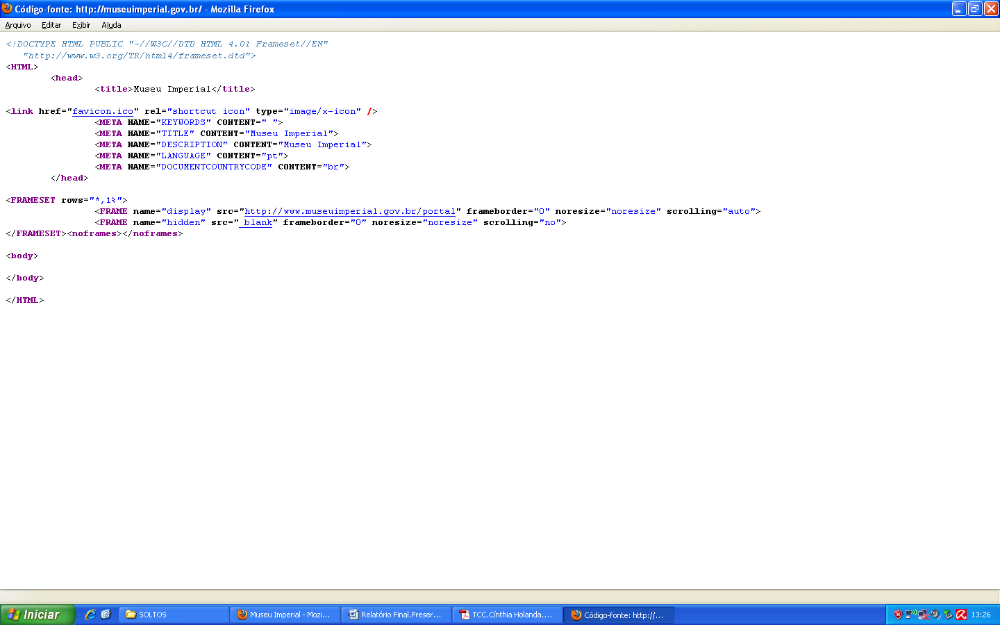 Código-fonte: http://museuimperial.gov.br/ - Mozilla Firefox
Arquivo Editar Exibir Ajuda
<!DOCTYPE HTML PUBLIC "-//W3C//DTD HTML 4.01 Frameset//EN"
"http://www.w3.org/TR/html4/frameset.dtd">
<HTML>
<head>
<title>Museu Imperial</title>
<link href="favicon.ico" rel="shortcut icon" type="image/x-icon" />
<META NAME="KEYWORDS" CONTENT=" ">
<META NAME="TITLE" CONTENT="Museu Imperial">
<META NAME="DESCRIPTION" CONTENT="Museu Imperial">
<META NAME="LANGUAGE" CONTENT="pt">
<META NAME="DOCUMENTCOUNTRYCODE" CONTENT="br">
</head>
<FRAMESET rows="*,1%">
<FRAME name="display" src="http://www.museuimperial.gov.br/portal" frameborder="0" noresize="noresize" scrolling="auto">
<FRAME name="hidden" src="_blank" frameborder="0" noresize="noresize" scrolling="no">
</FRAMESET><noframes></noframes>
<body>
</body>
</HTML>
Iniciar SOLTOS Museu Imperial - Mozi... Relatório Final.Preser... TCC.Cínthia Holanda.... Código-fonte: http://... 13:26